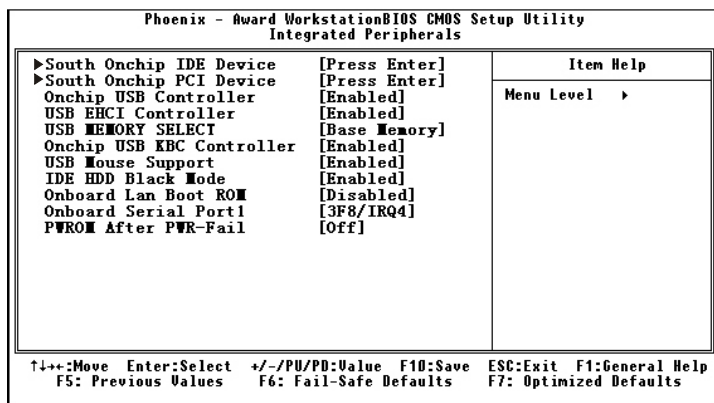 Phoenix - Award WorkstationBIOS CMOS Setup Utility
Integrated Peripherals
▶South Onchip IDE Device [Press Enter]
▶South Onchip PCI Device [Press Enter]
Onchip USB Controller [Enabled]
USB EHCI Controller [Enabled]
USB MEMORY SELECT [Base Memory]
Onchip USB KBC Controller [Enabled]
USB Mouse Support [Enabled]
IDE HDD Black Mode [Enabled]
Onboard Lan Boot ROM [Disabled]
Onboard Serial Port1 [3F8/IRQ4]
PWROM After PWR-Fail [Off]
Item Help
Menu Level ▶
↑↓→←:Move Enter:Select +/-/PU/PD:Value F10:Save ESC:Exit F1:General Help
F5: Previous Values F6: Fail-Safe Defaults F7: Optimized Defaults